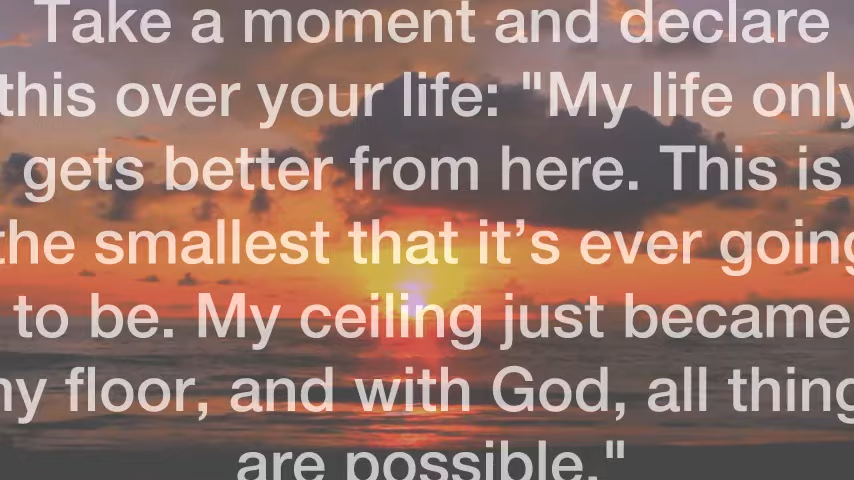 Take a moment and declare
this over your life: "My life only
gets better from here. This is
the smallest that it’s ever going
to be. My ceiling just became
my floor, and with God, all things
are possible."